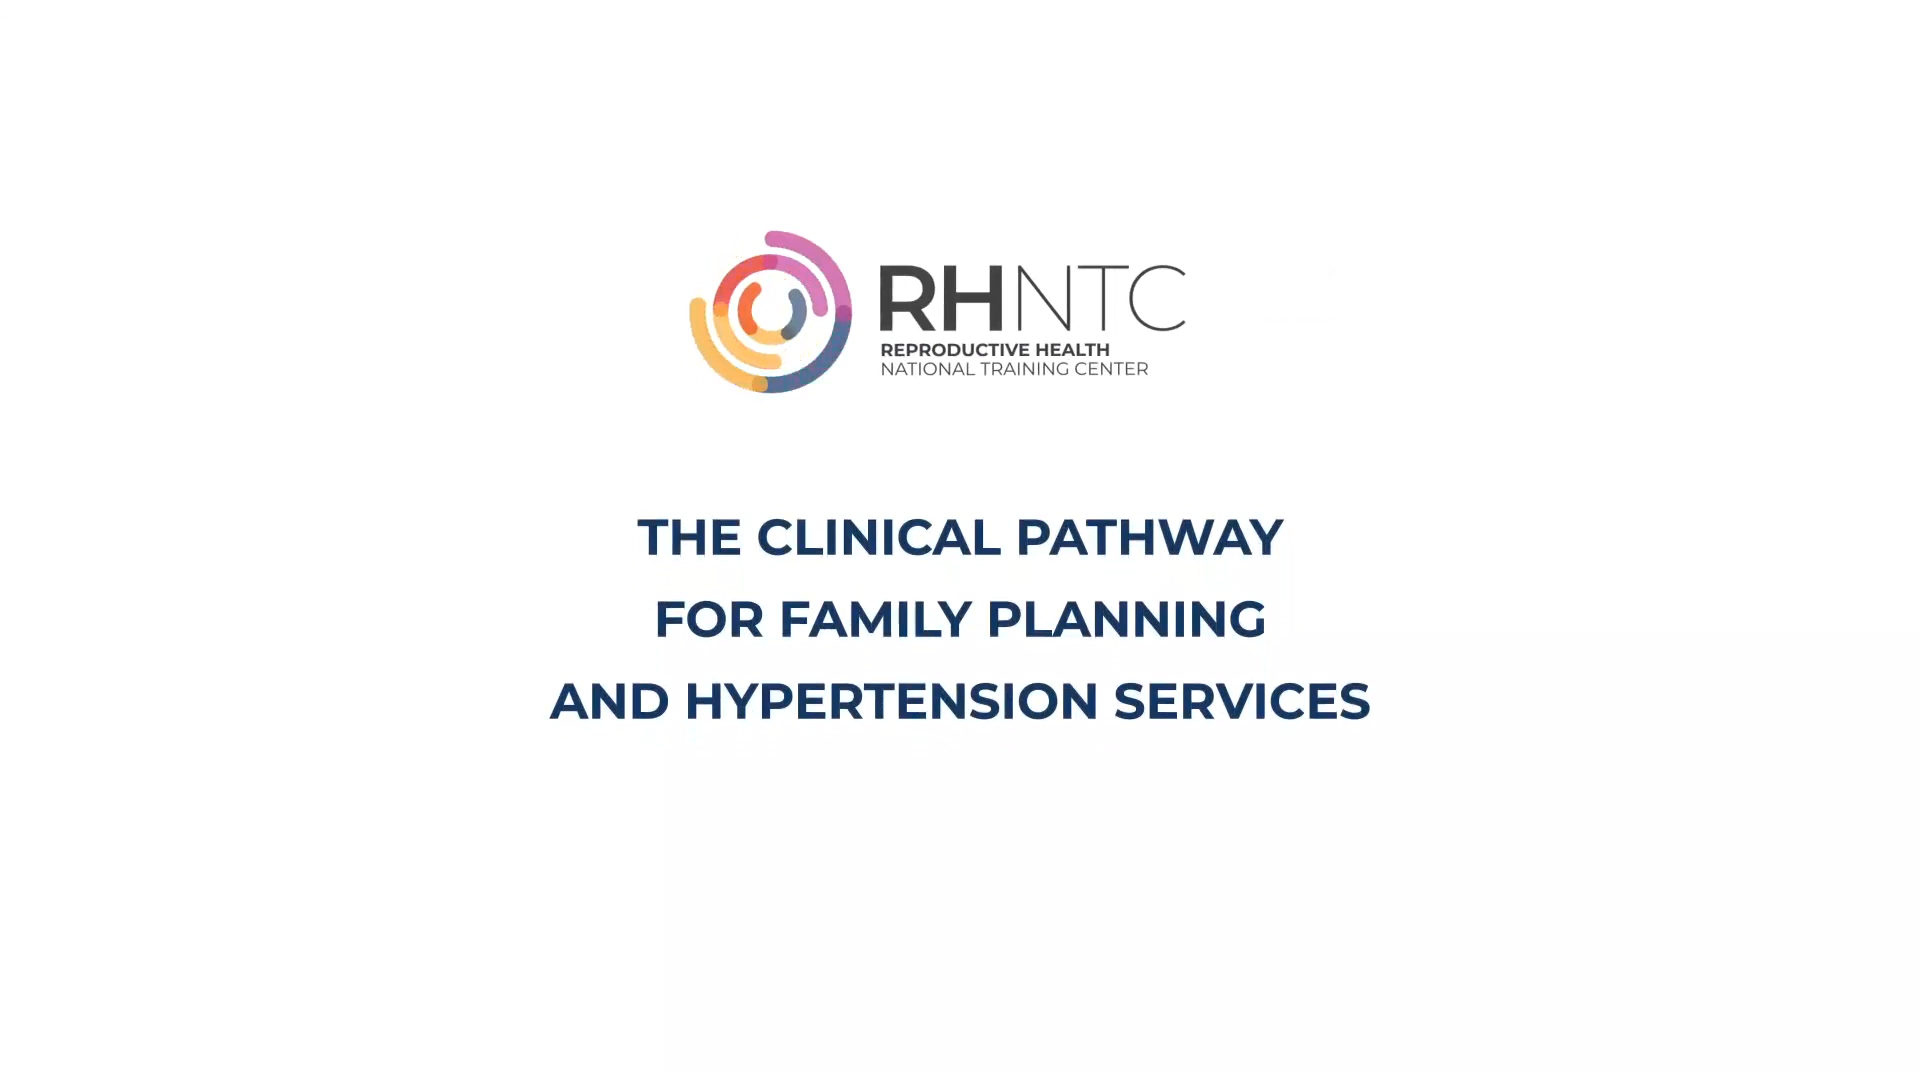 RHNTC
REPRODUCTIVE HEALTH
NATIONAL TRAINING CENTER
THE CLINICAL PATHWAY
FOR FAMILY PLANNING
AND HYPERTENSION SERVICES